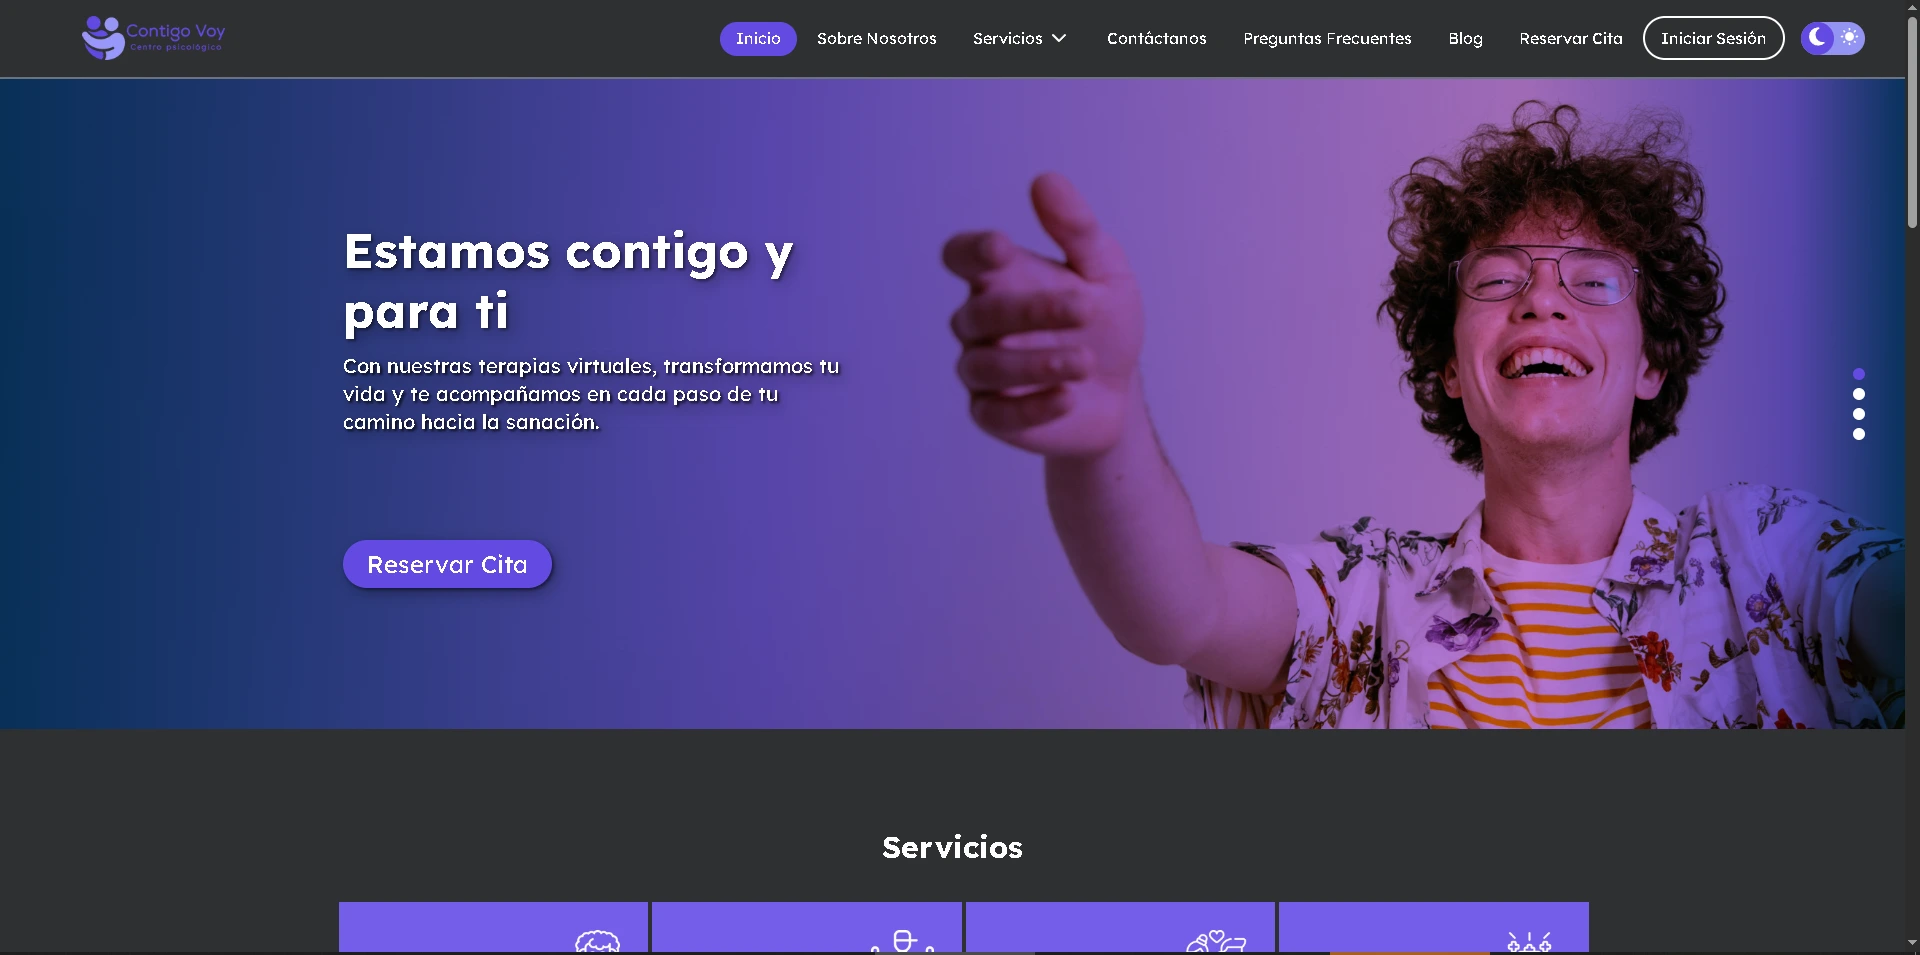 Contigo Voy
Centro psicológico
Inicio
Sobre Nosotros
Servicios
Contáctanos
Preguntas Frecuentes
Blog
Reservar Cita
Iniciar Sesión
Estamos contigo y
para ti
Con nuestras terapias virtuales, transformamos tu
vida y te acompañamos en cada paso de tu
camino hacia la sanación.
Reservar Cita
Servicios